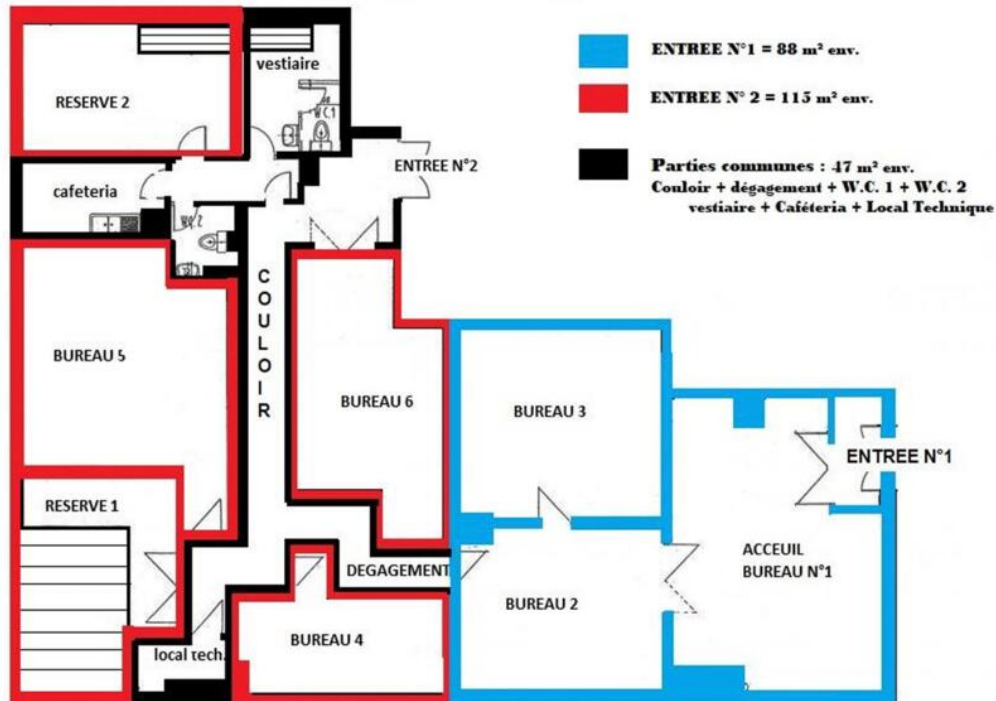 RESERVE 2
vestiaire
W.C.1
ENTREE N°1 = 88 m² env.
ENTREE N° 2 = 115 m² env.
Parties communes : 47 m² env.
Couloir + dégagement + W.C. 1 + W.C. 2
vestiaire + Caféteria + Local Technique
ENTREE N°2
cafeteria
W.C. 2
COULOIR
BUREAU 5
BUREAU 6
BUREAU 3
ENTREE N°1
RESERVE 1
ACCEUIL
BUREAU N°1
DEGAGEMENT
BUREAU 2
BUREAU 4
local tech.